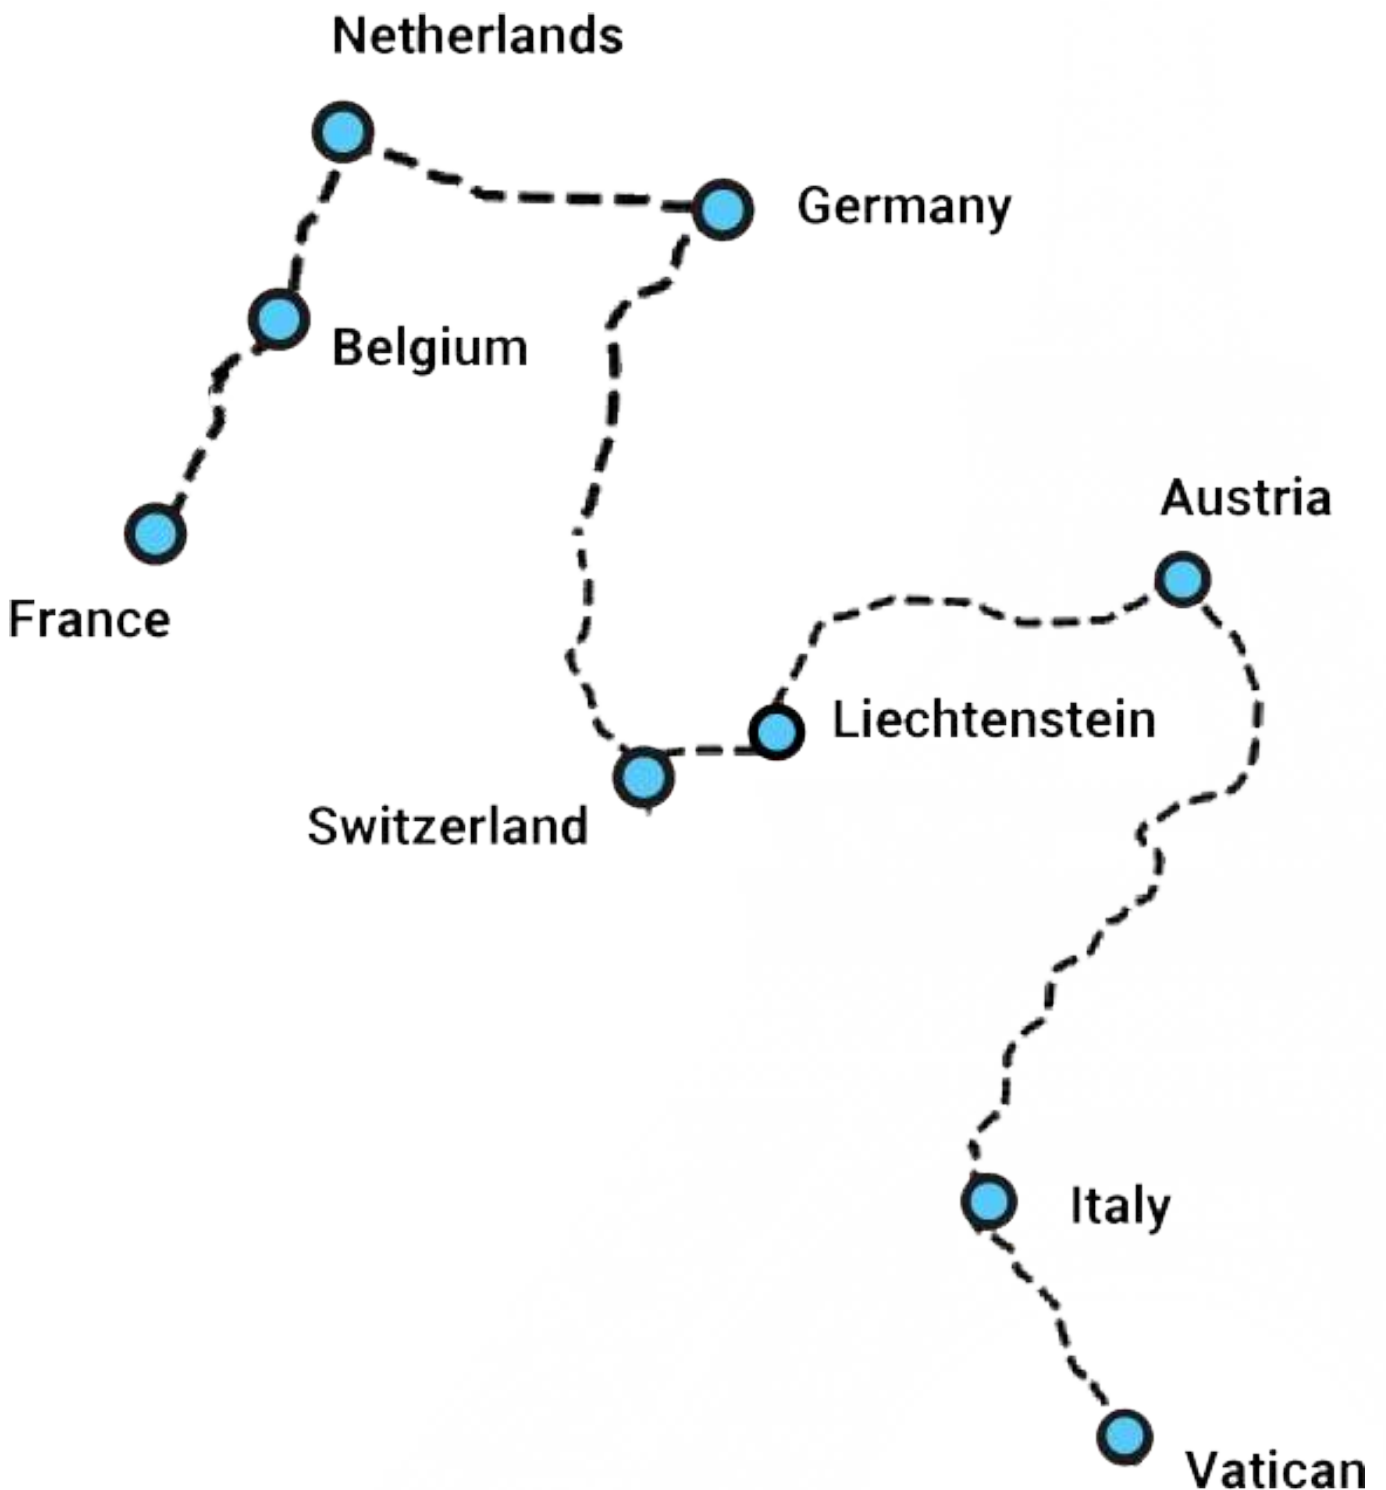 Netherlands
Germany
Belgium
Austria
France
Liechtenstein
Switzerland
Italy
Vatican